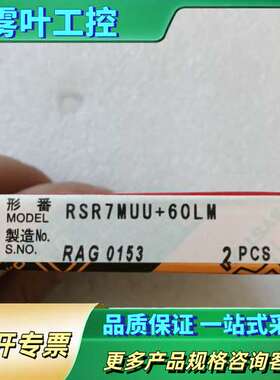 雾叶工控
形番
MODEL RSR7MUU+60LM
製造No.
S.NO. RAG 0153 2 PCS
开专票
品质保证 一站式采
更多产品规格咨询客